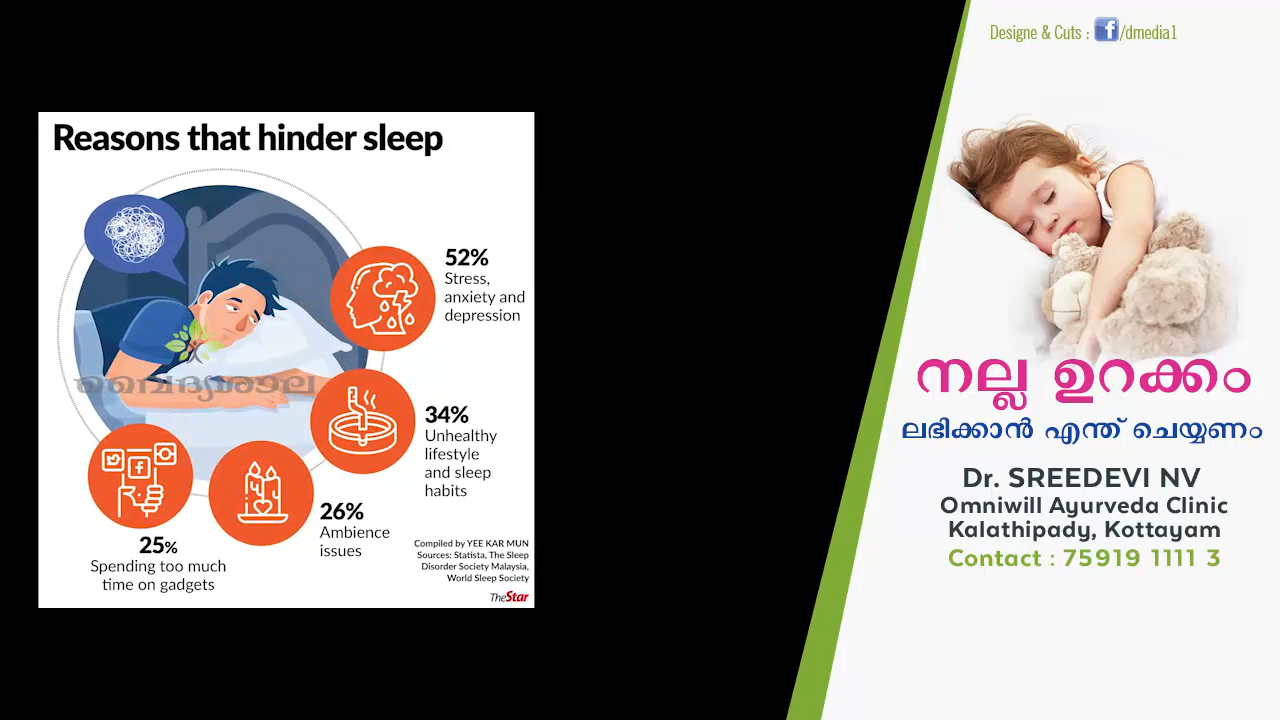 Reasons that hinder sleep
52%
Stress,
anxiety and
depression
34%
Unhealthy
lifestyle
and sleep
habits
26%
Ambience
issues
25%
Spending too much
time on gadgets
Compiled by YEE KAR MUN
Sources: Statista, The Sleep
Disorder Society Malaysia,
World Sleep Society
TheStar
വൈദ്യശാല
Designe & Cuts : f/dmedia1
നല്ല ഉറക്കം
ലഭിക്കാൻ എന്ത് ചെയ്യണം
Dr. SREEDEVI NV
Omniwill Ayurveda Clinic
Kalathipady, Kottayam
Contact : 75919 1111 3